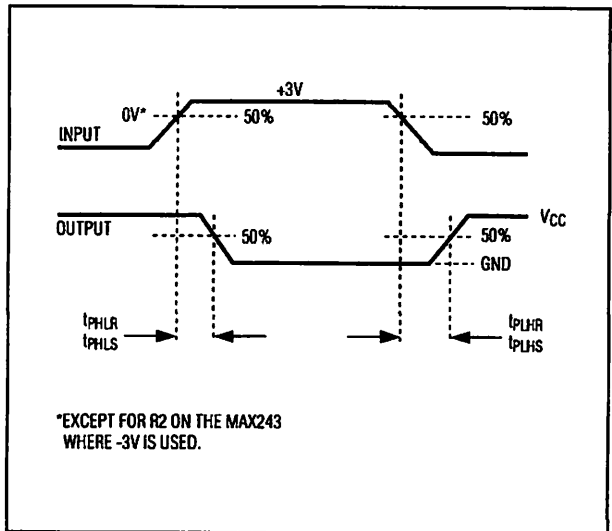 +3V
0V*
50%
50%
INPUT
OUTPUT
VCC
50%
50%
GND
tPHLR
tPHLS
tPLHR
tPLHS
*EXCEPT FOR R2 ON THE MAX243
WHERE -3V IS USED.